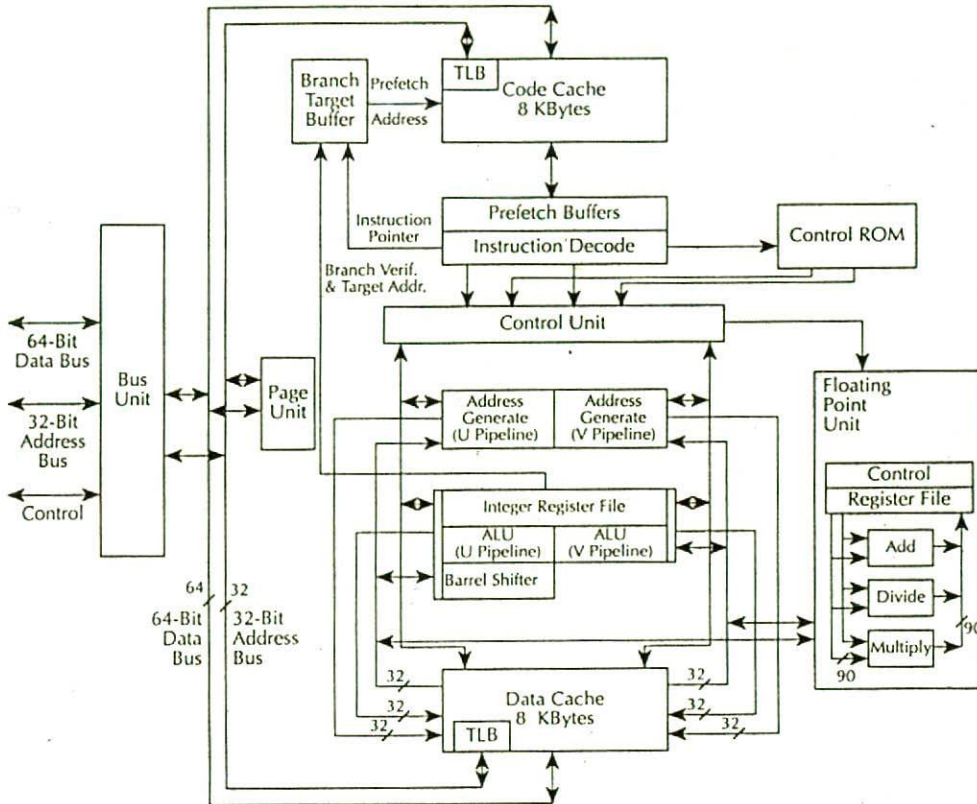 TLB
Code Cache
8 KBytes
Branch
Target
Buffer
Prefetch
Address
Prefetch Buffers
Instruction Decode
Instruction
Pointer
Control ROM
Branch Verif.
& Target Addr.
Control Unit
64-Bit
Data Bus
32-Bit
Address
Bus
Control
Bus
Unit
Page
Unit
Address
Generate
(U Pipeline)
Address
Generate
(V Pipeline)
Floating
Point
Unit
Control
Register File
Add
Divide
Multiply
90
90
Integer Register File
ALU
(U Pipeline)
ALU
(V Pipeline)
Barrel Shifter
64
32
64-Bit
Data
Bus
32-Bit
Address
Bus
32
32
32
32
32
32
Data Cache
8 KBytes
TLB